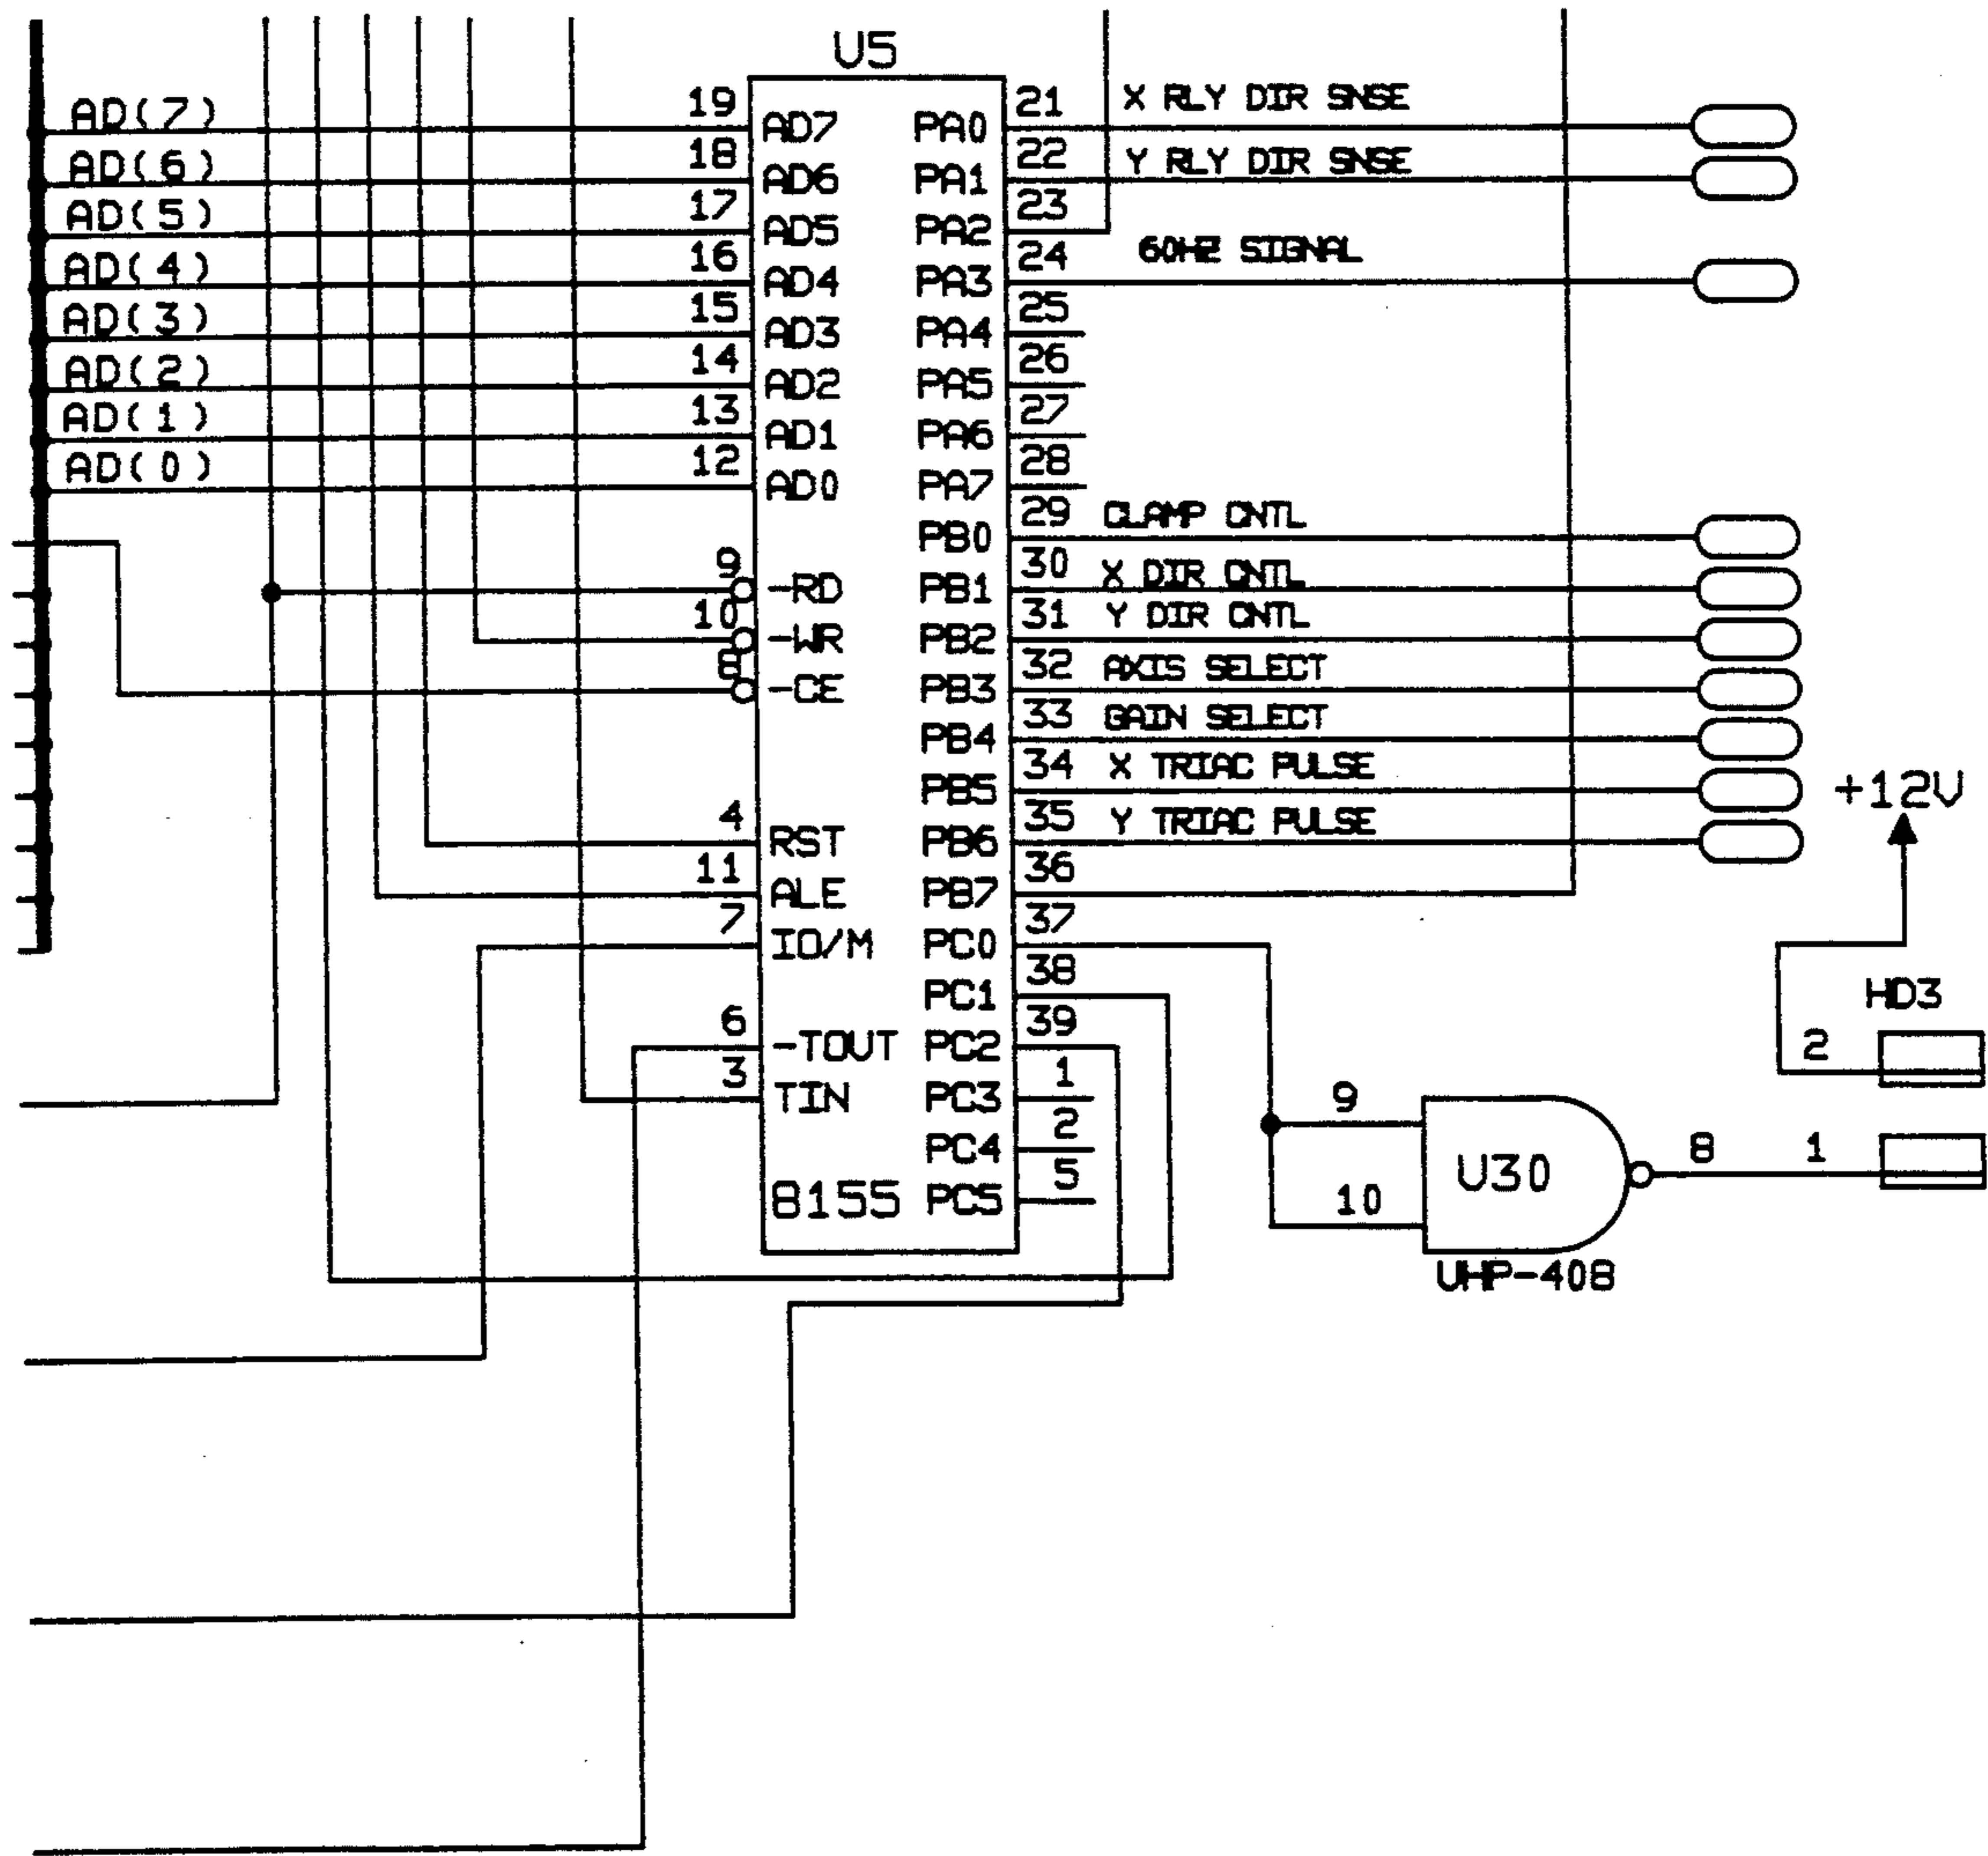 V5
AD(7) 19 AD7 PA0 21 X RLY DIR SNSE
AD(6) 18 AD6 PA1 22 Y RLY DIR SNSE
AD(5) 17 AD5 PA2 23
AD(4) 16 AD4 PA3 24 60HZ SIGNAL
AD(3) 15 AD3 PA4 25
AD(2) 14 AD2 PA5 26
AD(1) 13 AD1 PA6 27
AD(0) 12 AD0 PA7 28
PB0 29 CLAMP CNTL
9 -RD PB1 30 X DIR CNTL
10 -WR PB2 31 Y DIR CNTL
8 -CE PB3 32 AXIS SELECT
PB4 33 GAIN SELECT
PB5 34 X TRIAC PULSE
+12V
4 RST PB6 35 Y TRIAC PULSE
11 ALE PB7 36
7 IO/M PC0 37
PC1 38
HD3
6 -TOUT PC2 39
2
3 TIN PC3 1
9
PC4 2
V30 8 1
8155 PC5 5
10
UHP-408